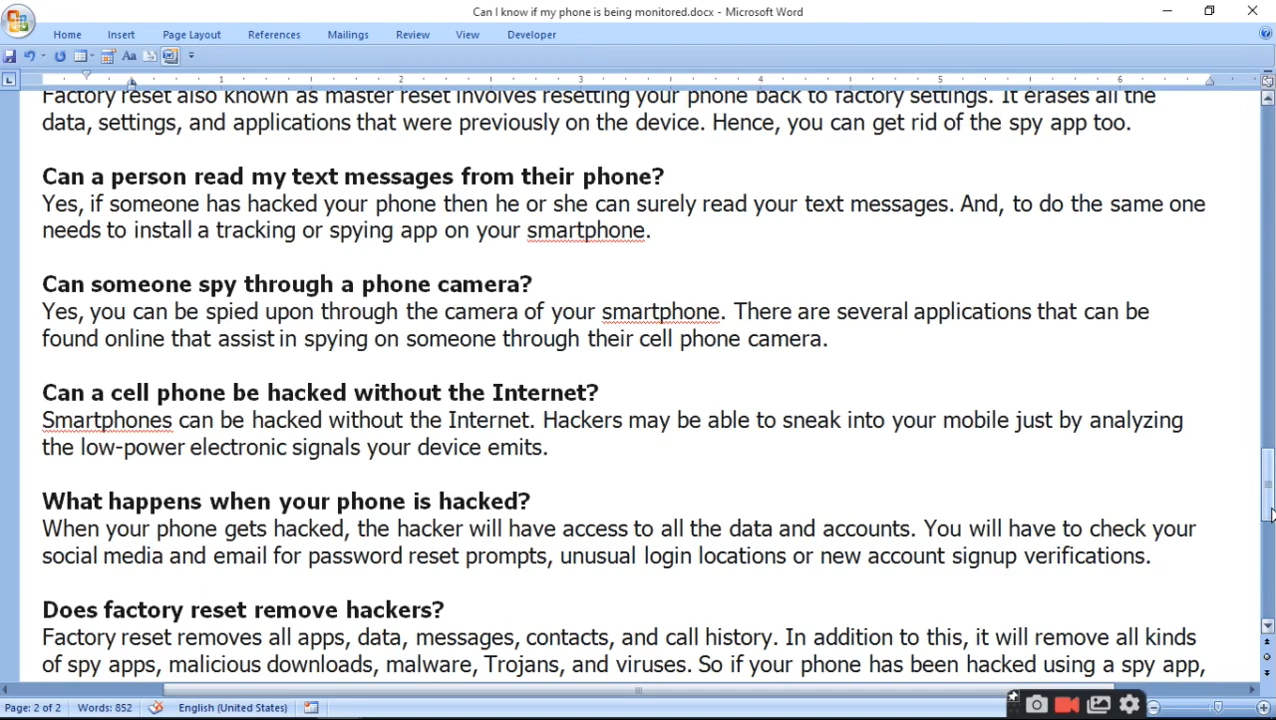 Can I know if my phone is being monitored.docx - Microsoft Word
Home Insert Page Layout References Mailings Review View Developer
Aa
L 1 2 3 4 5 6
Factory reset also known as master reset involves resetting your phone back to factory settings. It erases all the
data, settings, and applications that were previously on the device. Hence, you can get rid of the spy app too.
Can a person read my text messages from their phone?
Yes, if someone has hacked your phone then he or she can surely read your text messages. And, to do the same one
needs to install a tracking or spying app on your smartphone.
Can someone spy through a phone camera?
Yes, you can be spied upon through the camera of your smartphone. There are several applications that can be
found online that assist in spying on someone through their cell phone camera.
Can a cell phone be hacked without the Internet?
Smartphones can be hacked without the Internet. Hackers may be able to sneak into your mobile just by analyzing
the low-power electronic signals your device emits.
What happens when your phone is hacked?
When your phone gets hacked, the hacker will have access to all the data and accounts. You will have to check your
social media and email for password reset prompts, unusual login locations or new account signup verifications.
Does factory reset remove hackers?
Factory reset removes all apps, data, messages, contacts, and call history. In addition to this, it will remove all kinds
of spy apps, malicious downloads, malware, Trojans, and viruses. So if your phone has been hacked using a spy app,
Page: 2 of 2 Words: 852 English (United States)